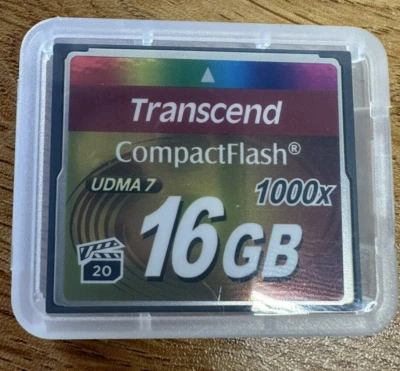 Transcend
CompactFlash®
UDMA 7
1000x
16GB
20